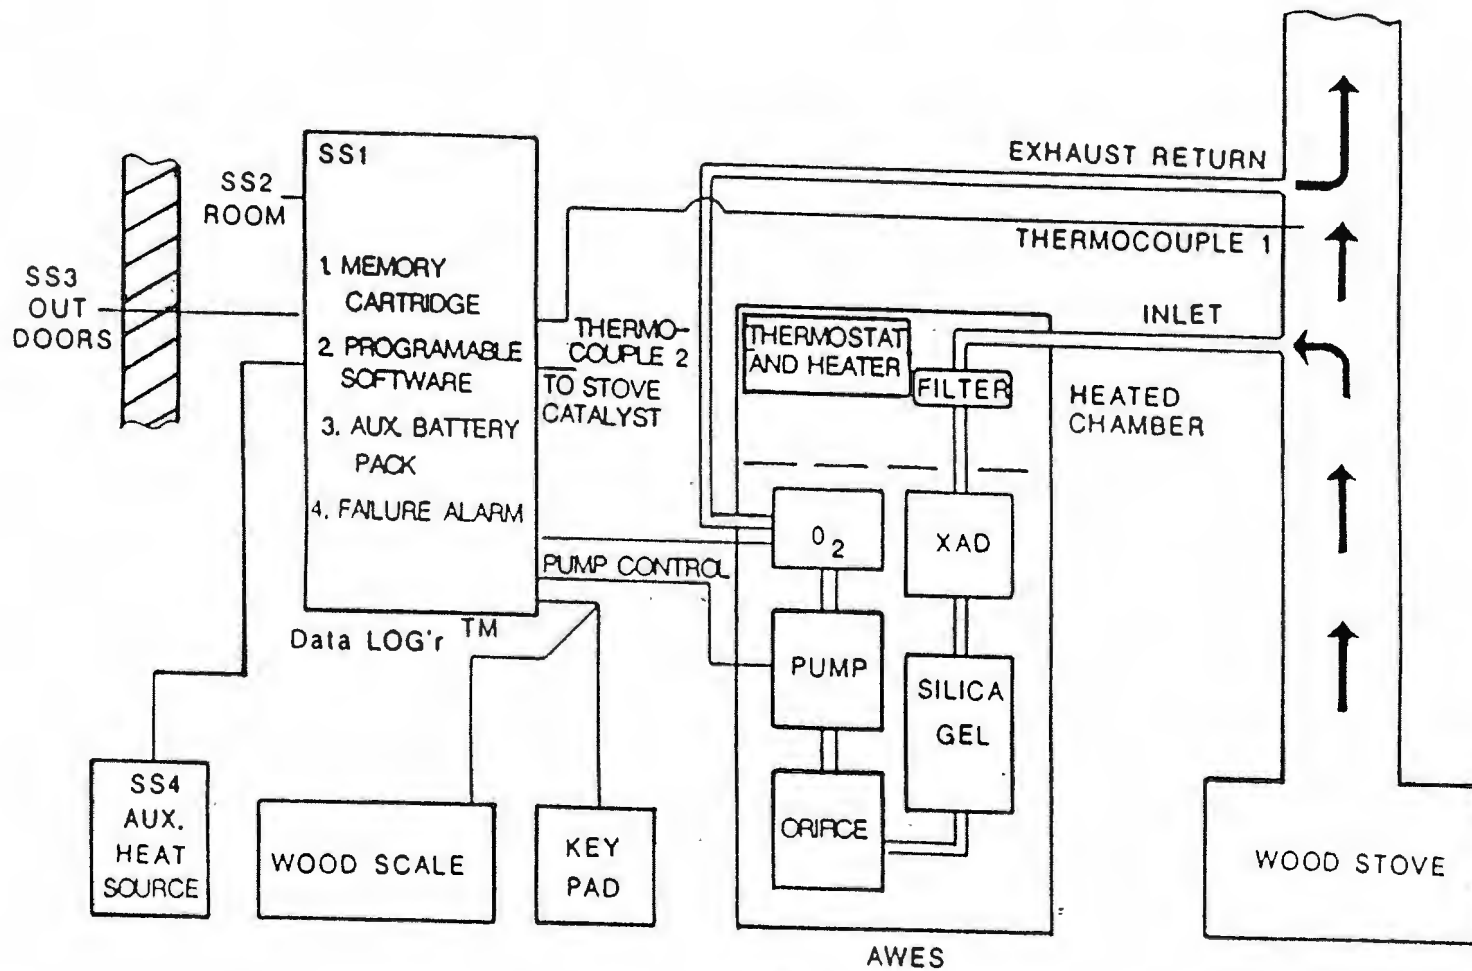 EXHAUST RETURN
THERMOCOUPLE 1
INLET
HEATED
CHAMBER
SS1
SS2
ROOM
SS3
OUT
DOORS
1. MEMORY
CARTRIDGE
2. PROGRAMABLE
SOFTWARE
3. AUX. BATTERY
PACK
4. FAILURE ALARM
THERMO-
COUPLE 2
TO STOVE
CATALYST
PUMP CONTROL
Data LOG'r TM
THERMOSTAT
AND HEATER
FILTER
O2
XAD
PUMP
SILICA
GEL
ORIFICE
AWES
SS4
AUX.
HEAT
SOURCE
WOOD SCALE
KEY
PAD
WOOD STOVE